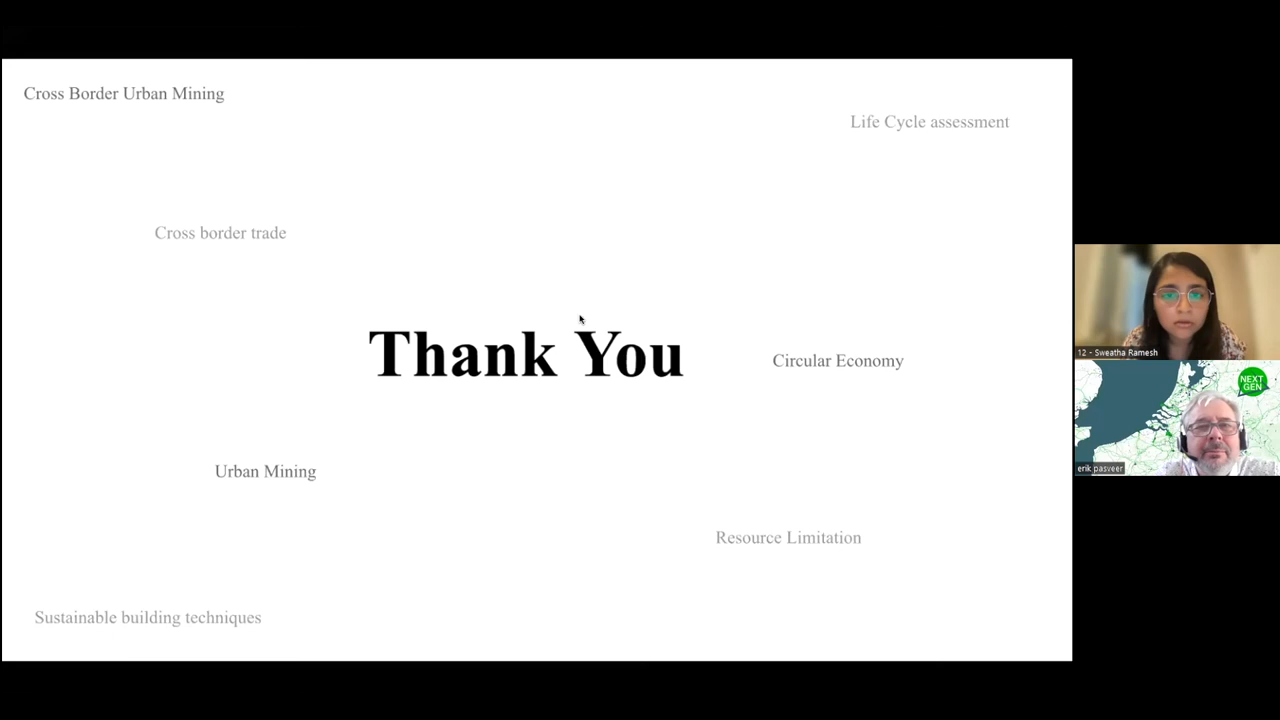 Cross Border Urban Mining
Life Cycle assessment
Cross border trade
Thank You
Circular Economy
Urban Mining
Resource Limitation
Sustainable building techniques
12 - Sweatha Ramesh
NEXT
GEN
erik pasveer